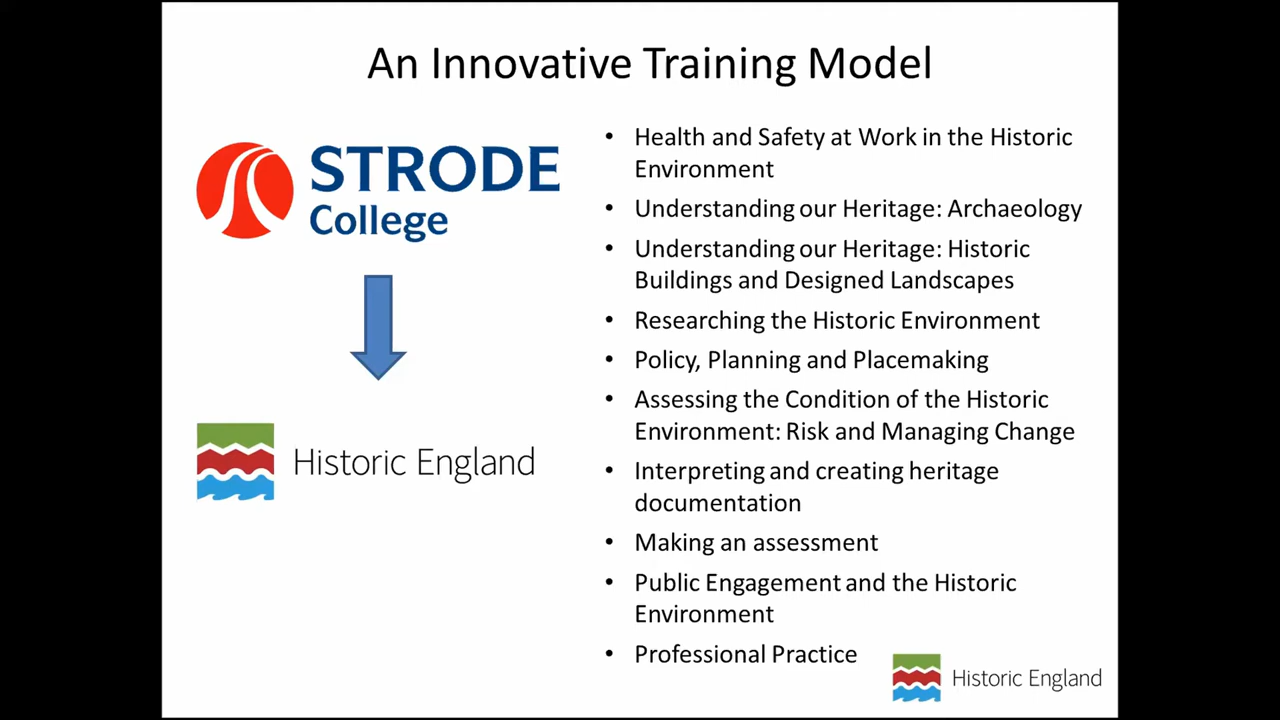 An Innovative Training Model
STRODE
College
Historic England
• Health and Safety at Work in the Historic
Environment
• Understanding our Heritage: Archaeology
• Understanding our Heritage: Historic
Buildings and Designed Landscapes
• Researching the Historic Environment
• Policy, Planning and Placemaking
• Assessing the Condition of the Historic
Environment: Risk and Managing Change
• Interpreting and creating heritage
documentation
• Making an assessment
• Public Engagement and the Historic
Environment
• Professional Practice
Historic England